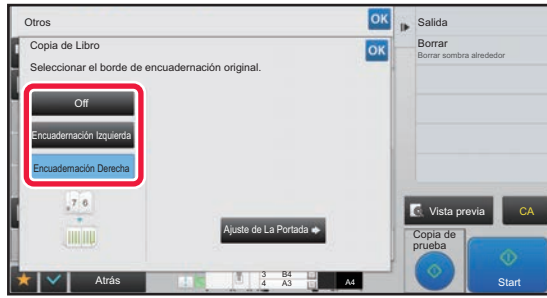 Otros
OK
Copia de Libro
OK
Seleccionar el borde de encuadernación original.
Off
Encuadernación Izquierda
Encuadernación Derecha
7 6
Ajuste de La Portada
Atrás
3 B4
4 A3
A4
Salida
Borrar
Borrar sombra alrededor
Vista previa
CA
Copia de
prueba
Start